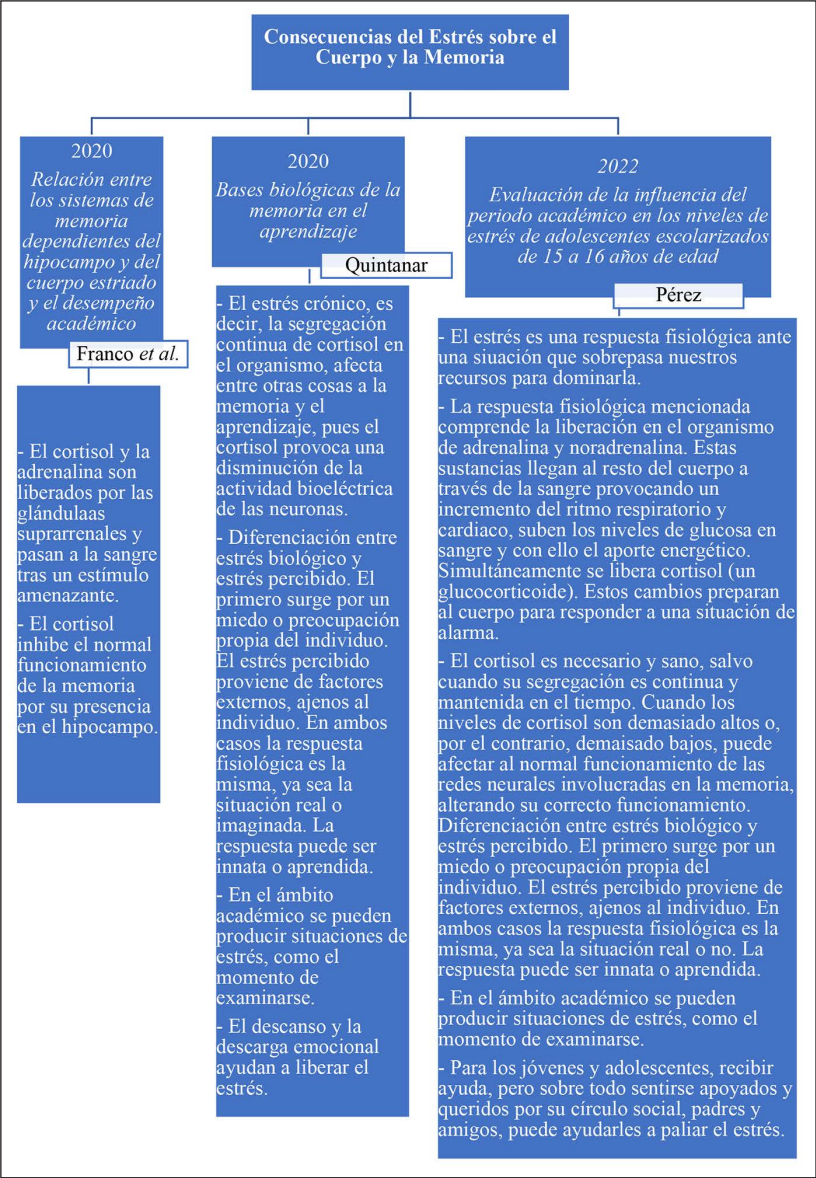 Consecuencias del Estrés sobre el
Cuerpo y la Memoria
2020
Relación entre
los sistemas de
memoria
dependientes del
hipocampo y del
cuerpo estriado
y el desempeño
académico
Franco et al.
- El cortisol y la
adrenalina son
liberados por las
glándulaas
suprarrenales y
pasan a la sangre
tras un estímulo
amenazante.
- El cortisol
inhibe el normal
funcionamiento
de la memoria
por su presencia
en el hipocampo.
2020
Bases biológicas de la
memoria en el
aprendizaje
Quintanar
- El estrés crónico, es
decir, la segregación
continua de cortisol en
el organismo, afecta
entre otras cosas a la
memoria y el
aprendizaje, pues el
cortisol provoca una
disminución de la
actividad bioeléctrica
de las neuronas.
- Diferenciación entre
estrés biológico y
estrés percibido. El
primero surge por un
miedo o preocupación
propia del individuo.
El estrés percibido
proviene de factores
externos, ajenos al
individuo. En ambos
casos la respuesta
fisiológica es la
misma, ya sea la
situación real o
imaginada. La
respuesta puede ser
innata o aprendida.
- En el ámbito
académico se pueden
producir situaciones de
estrés, como el
momento de
examinarse.
- El descanso y la
descarga emocional
ayudan a liberar el
estrés.
2022
Evaluación de la influencia del
periodo académico en los niveles de
estrés de adolescentes escolarizados
de 15 a 16 años de edad
Pérez
- El estrés es una respuesta fisiológica ante
una siuación que sobrepasa nuestros
recursos para dominarla.
- La respuesta fisiológica mencionada
comprende la liberación en el organismo
de adrenalina y noradrenalina. Estas
sustancias llegan al resto del cuerpo a
través de la sangre provocando un
incremento del ritmo respiratorio y
cardiaco, suben los niveles de glucosa en
sangre y con ello el aporte energético.
Simultáneamente se libera cortisol (un
glucocorticoide). Estos cambios preparan
al cuerpo para responder a una situación de
alarma.
- El cortisol es necesario y sano, salvo
cuando su segregación es continua y
mantenida en el tiempo. Cuando los
niveles de cortisol son demasiado altos o,
por el contrario, demaisado bajos, puede
afectar al normal funcionamiento de las
redes neurales involucradas en la memoria,
alterando su correcto funcionamiento.
Diferenciación entre estrés biológico y
estrés percibido. El primero surge por un
miedo o preocupación propia del
individuo. El estrés percibido proviene de
factores externos, ajenos al individuo. En
ambos casos la respuesta fisiológica es la
misma, ya sea la situación real o no. La
respuesta puede ser innata o aprendida.
- En el ámbito académico se pueden
producir situaciones de estrés, como el
momento de examinarse.
- Para los jóvenes y adolescentes, recibir
ayuda, pero sobre todo sentirse apoyados y
queridos por su círculo social, padres y
amigos, puede ayudarles a paliar el estrés.